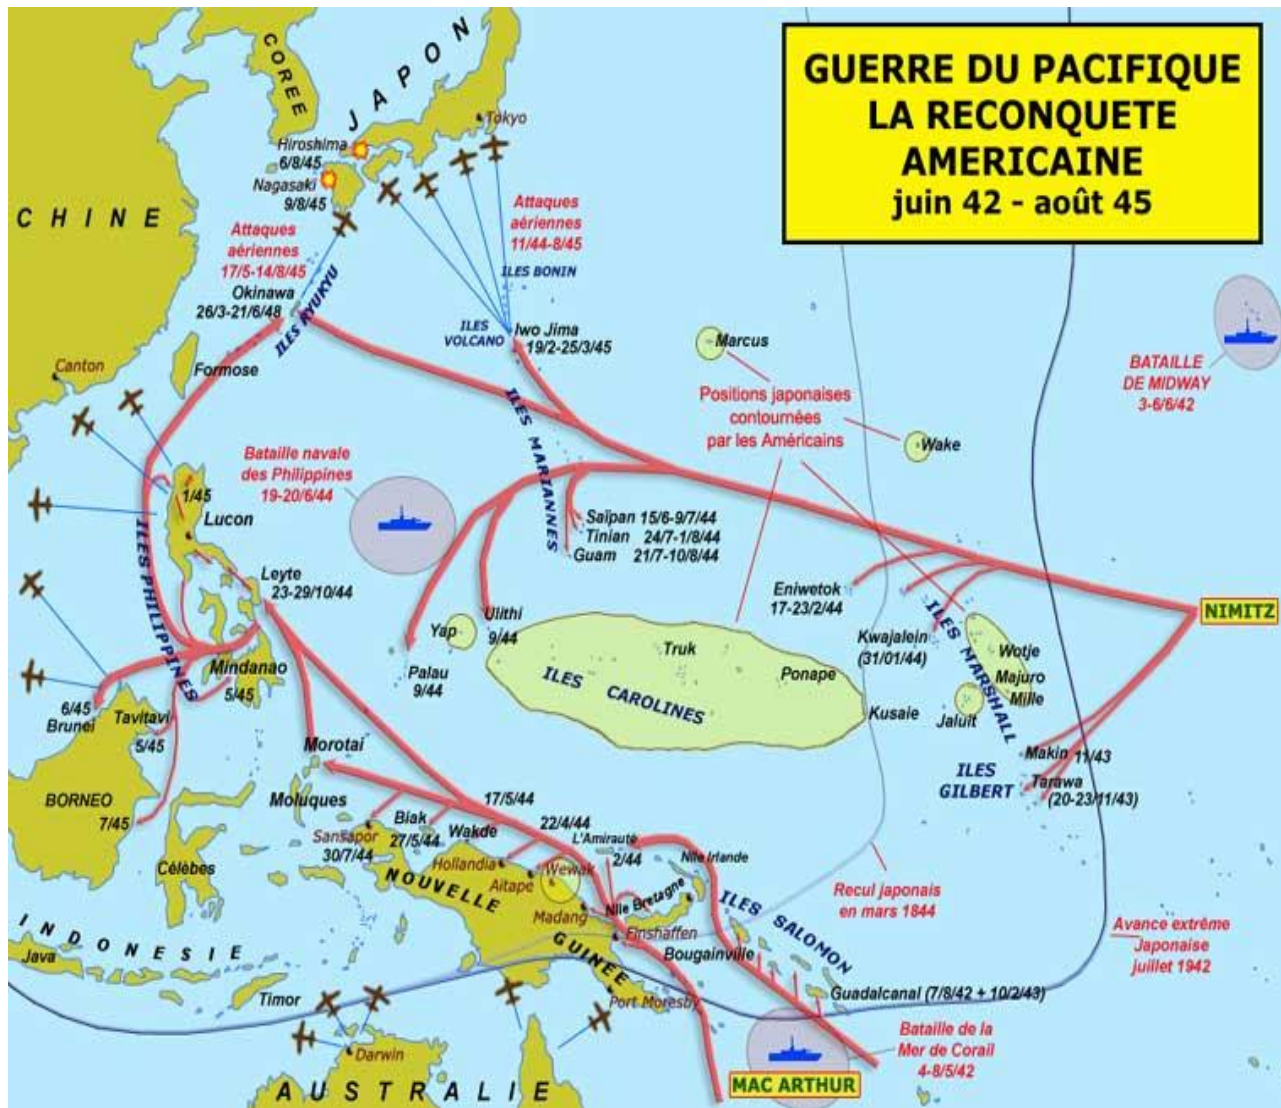 GUERRE DU PACIFIQUE
LA RECONQUETE
AMERICAINE
juin 42 - août 45
COREE
JAPON
Tokyo
Hiroshima
6/8/45
Nagasaki
9/8/45
CHINE
Attaques
aériennes
17/5-14/8/45
Attaques
aériennes
11/44-8/45
ILES BONIN
Okinawa
26/3-21/6/48
ILES RYUKYU
ILES
VOLCANO
Iwo Jima
19/2-25/3/45
Marcus
BATAILLE
DE MIDWAY
3-6/6/42
Canton
Formose
Positions japonaises
contournées
par les Américains
ILES MARIANNES
Wake
Bataille navale
des Philippines
19-20/6/44
1/45
Lucon
Saïpan 15/6-9/7/44
Tinian 24/7-1/8/44
Guam 21/7-10/8/44
ILES PHILIPPINES
Leyte
23-29/10/44
Eniwetok
17-23/2/44
NIMITZ
Ulithi
9/44
Yap
Palau
9/44
Truk
Ponape
ILES CAROLINES
Kusaie
Kwajalein
(31/01/44)
ILES MARSHALL
Wotje
Majuro
Mille
Jaluit
Mindanao
5/45
6/45
Brunei
Tavitavi
5/45
Morotai
Makin 11/43
Tarawa
(20-23/11/43)
ILES
GILBERT
BORNEO
7/45
Moluques
17/5/44
Biak
27/5/44
Wakde
22/4/44
L'Amirauté
2/44
Sansapor
30/7/44
Hollandia
Aitape
Wewak
Nlle Irlande
Célèbes
NOUVELLE
GUINEE
Madang
Nlle Bretagne
Finshaffen
ILES SALOMON
Bougainville
Recul japonais
en mars 1844
Avance extrême
Japonaise
juillet 1942
INDONESIE
Java
Timor
Port Moresby
Guadalcanal (7/8/42 + 10/2/43)
Bataille de la
Mer de Corail
4-8/5/42
Darwin
MAC ARTHUR
AUSTRALIE